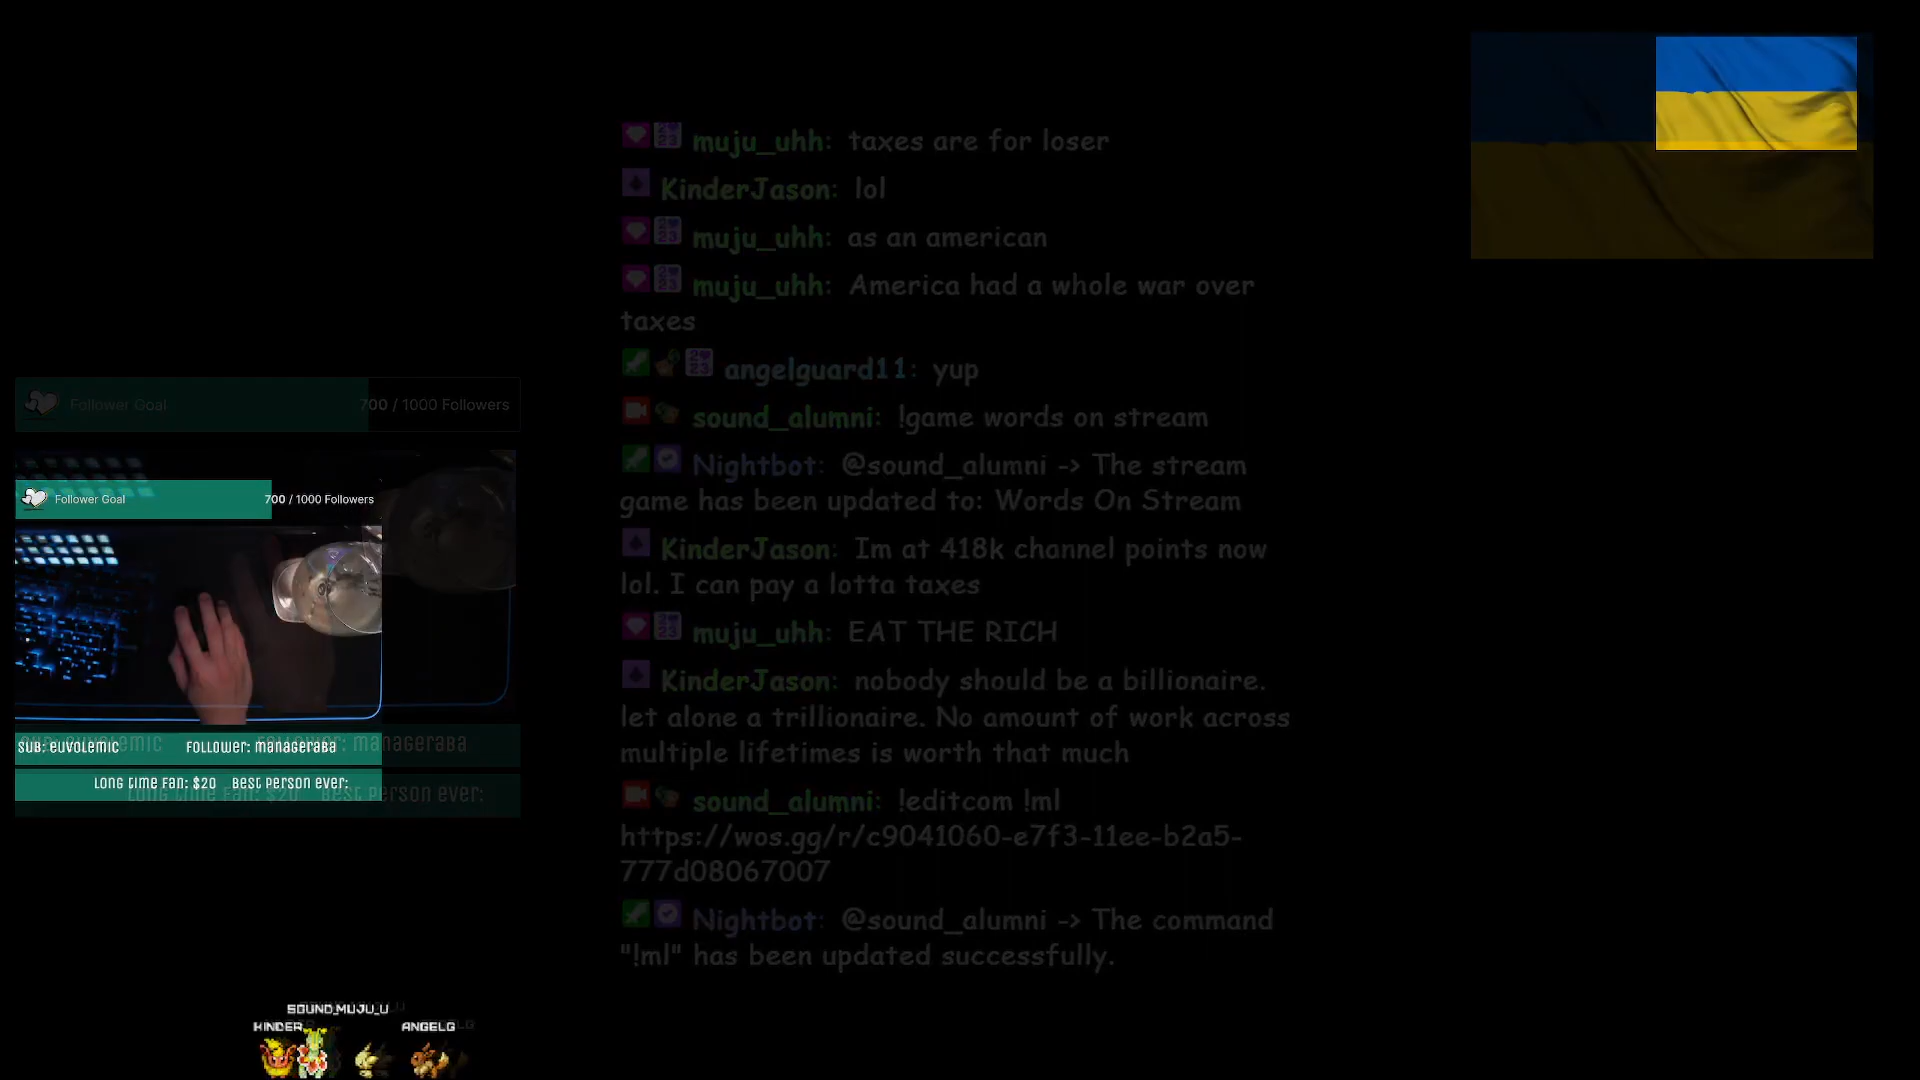 muju_uhh: taxes are for loser
KinderJason: lol
muju_uhh: as an american
muju_uhh: America had a whole war over
taxes
angelguard11: yup
sound_alumni: !game words on stream
Nightbot: @sound_alumni -> The stream
game has been updated to: Words On Stream
KinderJason: Im at 418k channel points now
lol. I can pay a lotta taxes
muju_uhh: EAT THE RICH
KinderJason: nobody should be a billionaire.
let alone a trillionaire. No amount of work across
multiple lifetimes is worth that much
sound_alumni: !editcom !ml
https://wos.gg/r/c9041060-e7f3-11ee-b2a5-
777d08067007
Nightbot: @sound_alumni -> The command
"!ml" has been updated successfully.
Follower Goal 700 / 1000 Followers
Follower Goal 700 / 1000 Followers
Sub: euvolemic Follower: manageraba
Long time Fan: $20 Best person ever:
SOUND_MUJU_U
KINDER ANGELG